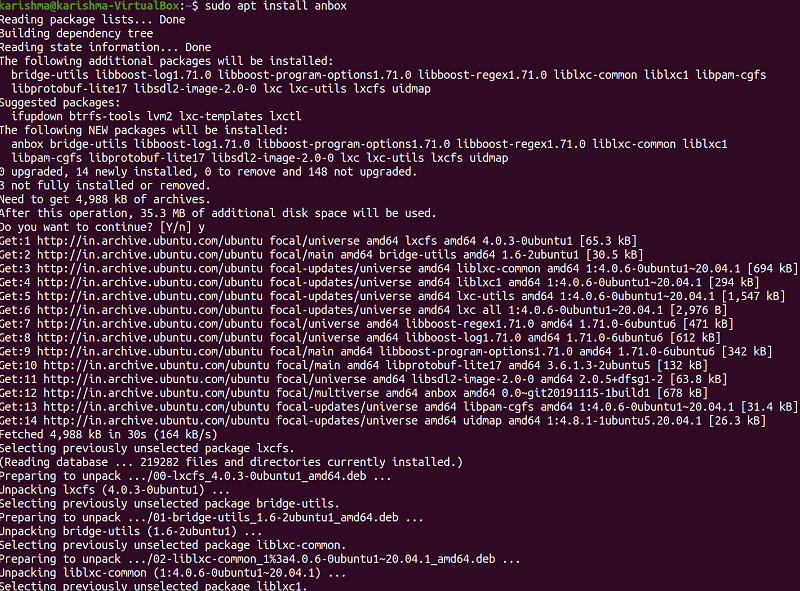 karishma@karishma-VirtualBox:~$ sudo apt install anbox
Reading package lists... Done
Building dependency tree
Reading state information... Done
The following additional packages will be installed:
  bridge-utils libboost-log1.71.0 libboost-program-options1.71.0 libboost-regex1.71.0 liblxc-common liblxc1 libpam-cgfs
  libprotobuf-lite17 libsdl2-image-2.0-0 lxc lxc-utils lxcfs uidmap
Suggested packages:
  ifupdown btrfs-tools lvm2 lxc-templates lxctl
The following NEW packages will be installed:
  anbox bridge-utils libboost-log1.71.0 libboost-program-options1.71.0 libboost-regex1.71.0 liblxc-common liblxc1
  libpam-cgfs libprotobuf-lite17 libsdl2-image-2.0-0 lxc lxc-utils lxcfs uidmap
0 upgraded, 14 newly installed, 0 to remove and 148 not upgraded.
3 not fully installed or removed.
Need to get 4,988 kB of archives.
After this operation, 35.3 MB of additional disk space will be used.
Do you want to continue? [Y/n] y
Get:1 http://in.archive.ubuntu.com/ubuntu focal/universe amd64 lxcfs amd64 4.0.3-0ubuntu1 [65.3 kB]
Get:2 http://in.archive.ubuntu.com/ubuntu focal/main amd64 bridge-utils amd64 1.6-2ubuntu1 [30.5 kB]
Get:3 http://in.archive.ubuntu.com/ubuntu focal-updates/universe amd64 liblxc-common amd64 1:4.0.6-0ubuntu1~20.04.1 [694 kB]
Get:4 http://in.archive.ubuntu.com/ubuntu focal-updates/universe amd64 liblxc1 amd64 1:4.0.6-0ubuntu1~20.04.1 [294 kB]
Get:5 http://in.archive.ubuntu.com/ubuntu focal-updates/universe amd64 lxc-utils amd64 1:4.0.6-0ubuntu1~20.04.1 [1,547 kB]
Get:6 http://in.archive.ubuntu.com/ubuntu focal-updates/universe amd64 lxc all 1:4.0.6-0ubuntu1~20.04.1 [2,976 B]
Get:7 http://in.archive.ubuntu.com/ubuntu focal/universe amd64 libboost-regex1.71.0 amd64 1.71.0-6ubuntu6 [471 kB]
Get:8 http://in.archive.ubuntu.com/ubuntu focal/universe amd64 libboost-log1.71.0 amd64 1.71.0-6ubuntu6 [612 kB]
Get:9 http://in.archive.ubuntu.com/ubuntu focal/main amd64 libboost-program-options1.71.0 amd64 1.71.0-6ubuntu6 [342 kB]
Get:10 http://in.archive.ubuntu.com/ubuntu focal/main amd64 libprotobuf-lite17 amd64 3.6.1.3-2ubuntu5 [132 kB]
Get:11 http://in.archive.ubuntu.com/ubuntu focal/universe amd64 libsdl2-image-2.0-0 amd64 2.0.5+dfsg1-2 [63.8 kB]
Get:12 http://in.archive.ubuntu.com/ubuntu focal/multiverse amd64 anbox amd64 0.0~git20191115-1build1 [678 kB]
Get:13 http://in.archive.ubuntu.com/ubuntu focal-updates/universe amd64 libpam-cgfs amd64 1:4.0.6-0ubuntu1~20.04.1 [31.4 kB]
Get:14 http://in.archive.ubuntu.com/ubuntu focal-updates/universe amd64 uidmap amd64 1:4.8.1-1ubuntu5.20.04.1 [26.3 kB]
Fetched 4,988 kB in 30s (164 kB/s)
Selecting previously unselected package lxcfs.
(Reading database ... 219282 files and directories currently installed.)
Preparing to unpack .../00-lxcfs_4.0.3-0ubuntu1_amd64.deb ...
Unpacking lxcfs (4.0.3-0ubuntu1) ...
Selecting previously unselected package bridge-utils.
Preparing to unpack .../01-bridge-utils_1.6-2ubuntu1_amd64.deb ...
Unpacking bridge-utils (1.6-2ubuntu1) ...
Selecting previously unselected package liblxc-common.
Preparing to unpack .../02-liblxc-common_1%3a4.0.6-0ubuntu1~20.04.1_amd64.deb ...
Unpacking liblxc-common (1:4.0.6-0ubuntu1~20.04.1) ...
Selecting previously unselected package liblxc1.